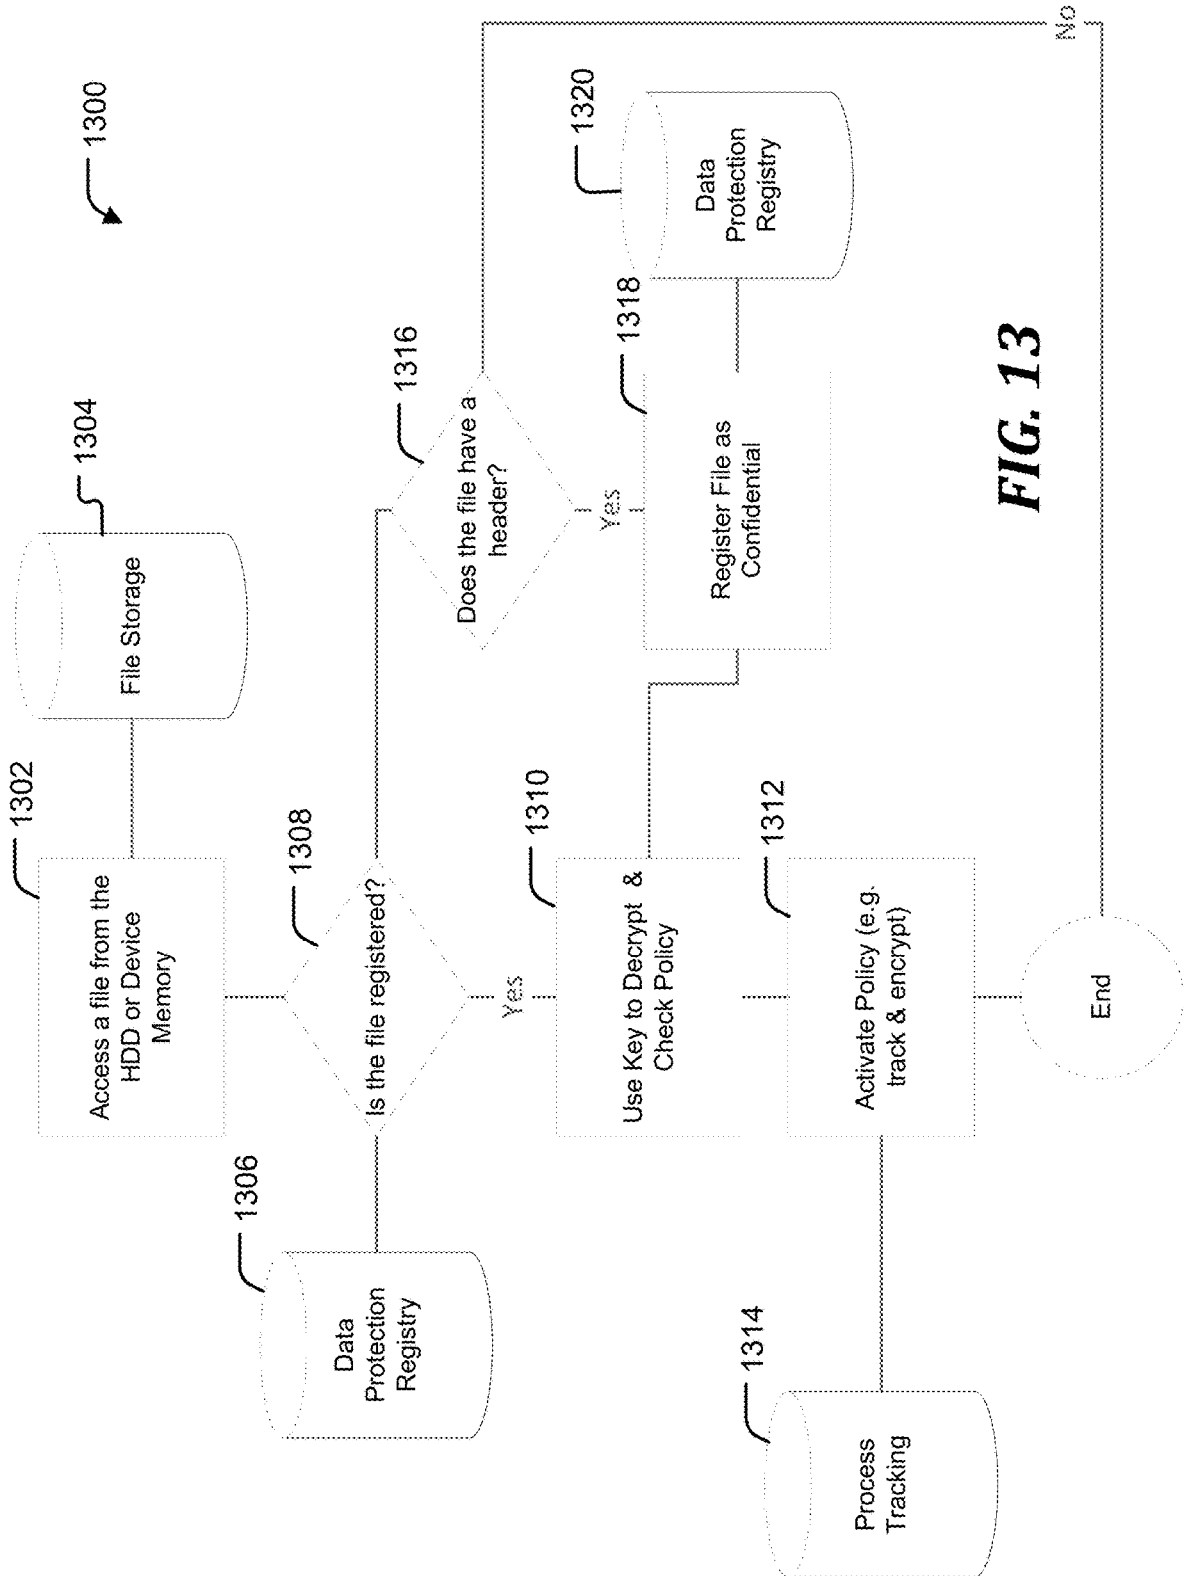 1300
1302
Access a file from the
HDD or Device
Memory
1304
File Storage
1306
Data
Protection
Registry
1308
Is the file registered?
Yes
1316
Does the file have a
header?
No
Yes
1310
Use Key to Decrypt &
Check Policy
1318
Register File as
Confidential
1320
Data
Protection
Registry
1312
Activate Policy (e.g.
track & encrypt)
1314
Process
Tracking
End
FIG. 13